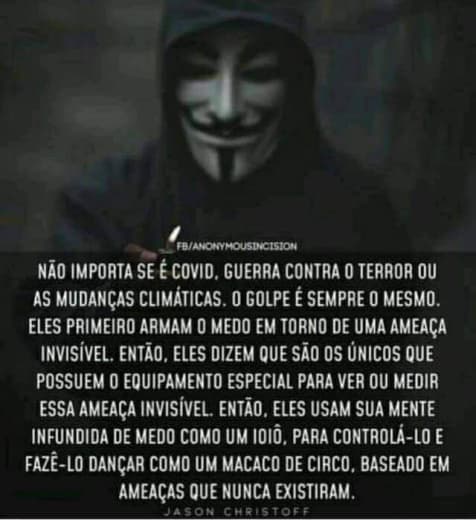 FB/ANONYMOUSINCISION
NÃO IMPORTA SE É COVID, GUERRA CONTRA O TERROR OU
AS MUDANÇAS CLIMÁTICAS. O GOLPE É SEMPRE O MESMO.
ELES PRIMEIRO ARMAM O MEDO EM TORNO DE UMA AMEAÇA
INVISÍVEL. ENTÃO, ELES DIZEM QUE SÃO OS ÚNICOS QUE
POSSUEM O EQUIPAMENTO ESPECIAL PARA VER OU MEDIR
ESSA AMEAÇA INVISÍVEL. ENTÃO, ELES USAM SUA MENTE
INFUNDIDA DE MEDO COMO UM IOIÔ, PARA CONTROLÁ-LO E
FAZÊ-LO DANÇAR COMO UM MACACO DE CIRCO, BASEADO EM
AMEAÇAS QUE NUNCA EXISTIRAM.
JASON CHRISTOFF